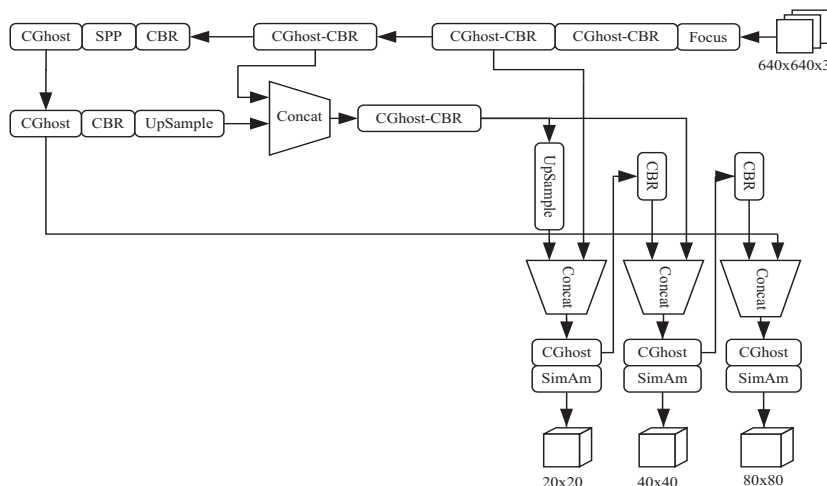 CGhost SPP CBR CGhost-CBR CGhost-CBR CGhost-CBR Focus
640x640x3
CGhost CBR UpSample Concat CGhost-CBR
UpSample CBR CBR
Concat Concat Concat
CGhost CGhost CGhost
SimAm SimAm SimAm
20x20 40x40 80x80